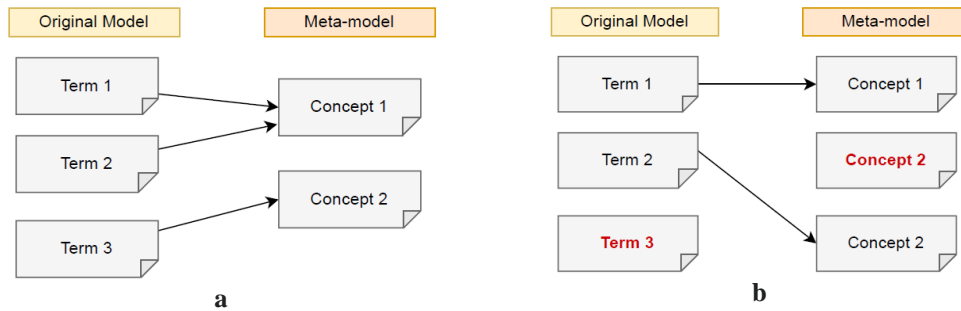 Original Model
Meta-model
Term 1
Concept 1
Term 2
Concept 2
Term 3
a
Original Model
Meta-model
Term 1
Concept 1
Term 2
Concept 2
Term 3
Concept 2
b